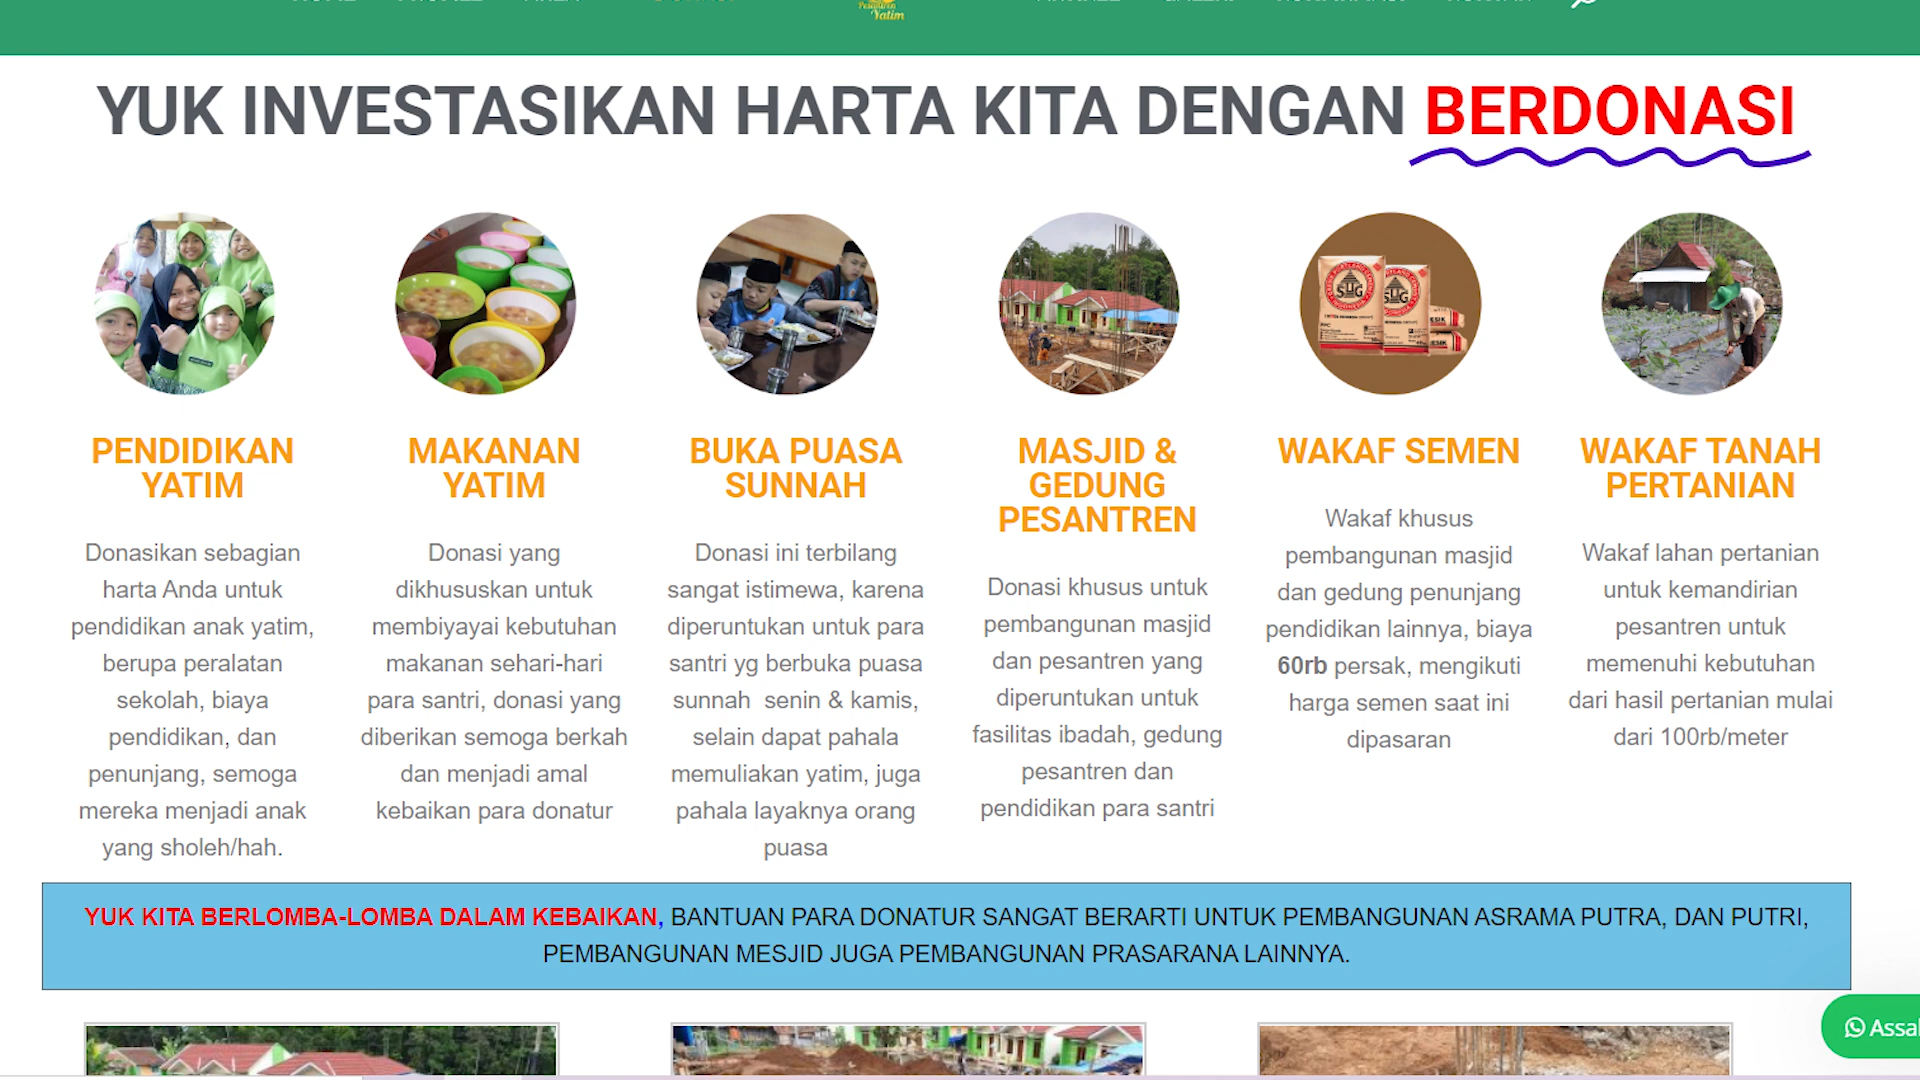 Pesantren
Yatim
YUK INVESTASIKAN HARTA KITA DENGAN BERDONASI
PENDIDIKAN
YATIM
Donasikan sebagian
harta Anda untuk
pendidikan anak yatim,
berupa peralatan
sekolah, biaya
pendidikan, dan
penunjang, semoga
mereka menjadi anak
yang sholeh/hah.
MAKANAN
YATIM
Donasi yang
dikhususkan untuk
membiyayai kebutuhan
makanan sehari-hari
para santri, donasi yang
diberikan semoga berkah
dan menjadi amal
kebaikan para donatur
BUKA PUASA
SUNNAH
Donasi ini terbilang
sangat istimewa, karena
diperuntukan untuk para
santri yg berbuka puasa
sunnah  senin & kamis,
selain dapat pahala
memuliakan yatim, juga
pahala layaknya orang
puasa
MASJID &
GEDUNG
PESANTREN
Donasi khusus untuk
pembangunan masjid
dan pesantren yang
diperuntukan untuk
fasilitas ibadah, gedung
pesantren dan
pendidikan para santri
WAKAF SEMEN
Wakaf khusus
pembangunan masjid
dan gedung penunjang
pendidikan lainnya, biaya
60rb persak, mengikuti
harga semen saat ini
dipasaran
WAKAF TANAH
PERTANIAN
Wakaf lahan pertanian
untuk kemandirian
pesantren untuk
memenuhi kebutuhan
dari hasil pertanian mulai
dari 100rb/meter
YUK KITA BERLOMBA-LOMBA DALAM KEBAIKAN, BANTUAN PARA DONATUR SANGAT BERARTI UNTUK PEMBANGUNAN ASRAMA PUTRA, DAN PUTRI,
PEMBANGUNAN MESJID JUGA PEMBANGUNAN PRASARANA LAINNYA.
Assal